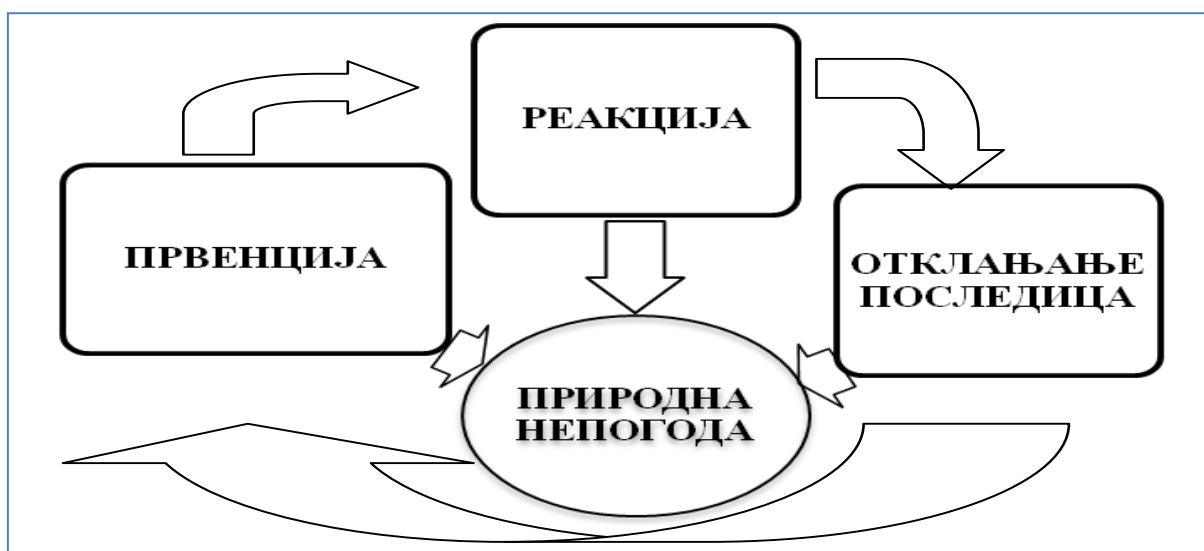 РЕАКЦИЈА
ПРВЕНЦИЈА
ОТКЛАЊАЊЕ
ПОСЛЕДИЦА
ПРИРОДНА
НЕПОГОДА